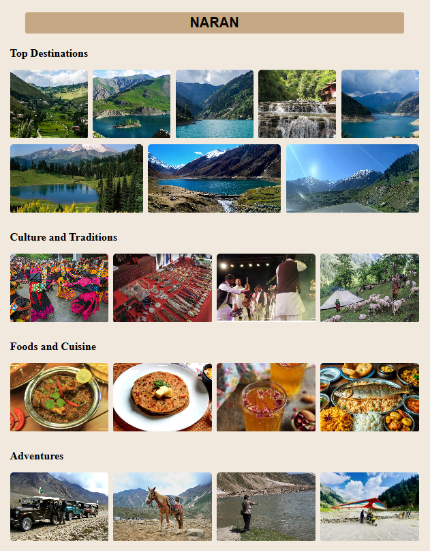 NARAN
Top Destinations
Culture and Traditions
Foods and Cuisine
Adventures